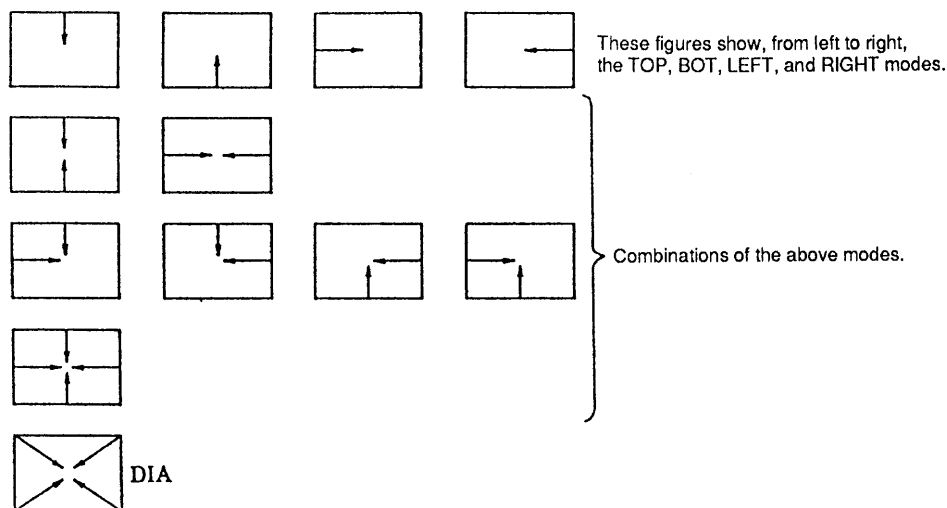 These figures show, from left to right,
the TOP, BOT, LEFT, and RIGHT modes.
Combinations of the above modes.
DIA